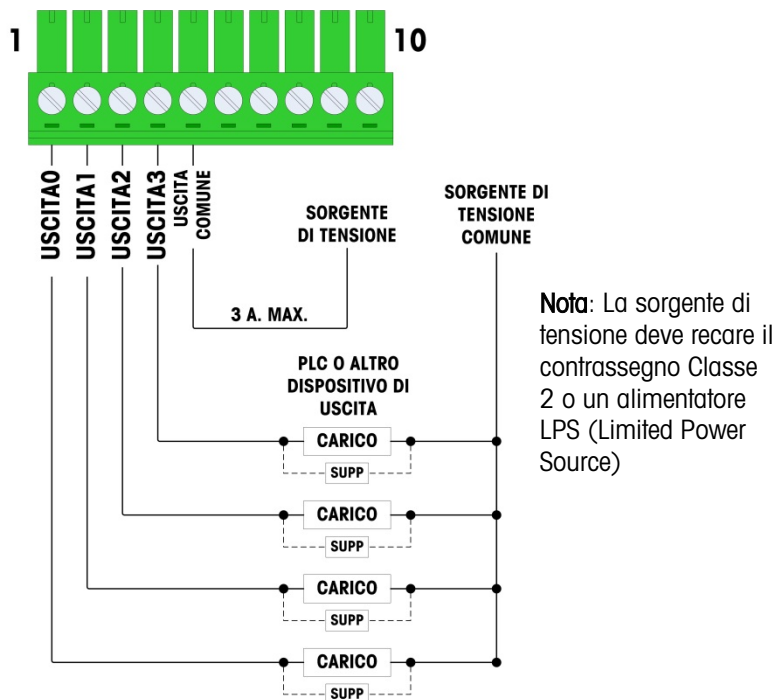 1
10
USCITA0
USCITA1
USCITA2
USCITA3
USCITA
COMUNE
SORGENTE
DI TENSIONE
SORGENTE DI
TENSIONE
COMUNE
3 A. MAX.
PLC O ALTRO
DISPOSITIVO DI
USCITA
CARICO
SUPP
CARICO
SUPP
CARICO
SUPP
CARICO
SUPP
Nota: La sorgente di
tensione deve recare il
contrassegno Classe
2 o un alimentatore
LPS (Limited Power
Source)